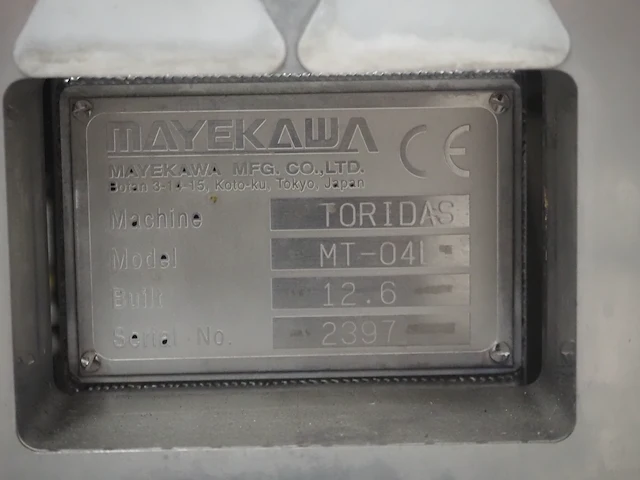 MAYEKAWA
CE
MAYEKAWA MFG. CO.,LTD.
Botan 3-14-15, Koto-ku, Tokyo, Japan
Machine TORIDAS
Model MT-04L
Built 12.6
Serial No. 2397